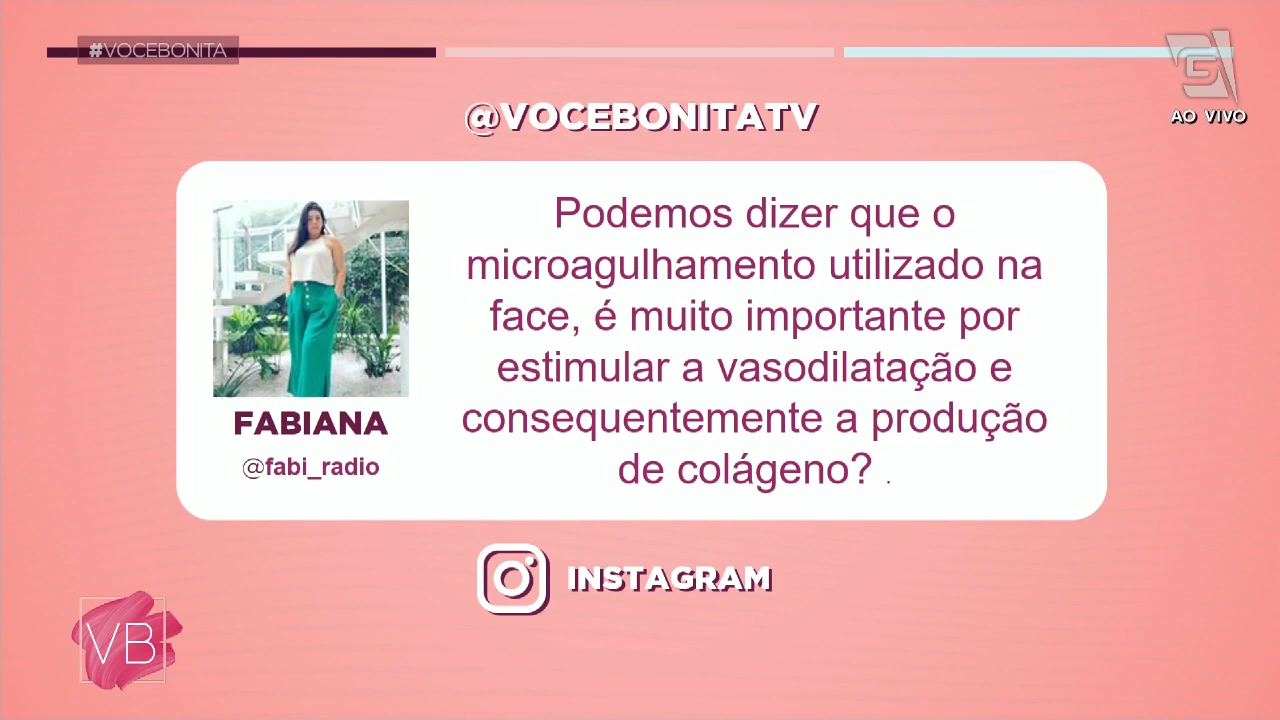 #VOCEBONITA
AO VIVO
@VOCEBONITATV
Podemos dizer que o
microagulhamento utilizado na
face, é muito importante por
estimular a vasodilatação e
consequentemente a produção
de colágeno? .
FABIANA
@fabi_radio
INSTAGRAM
VB